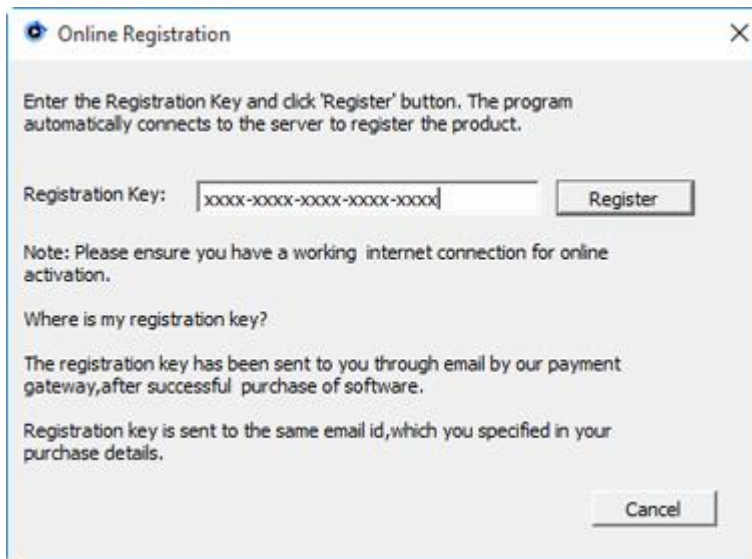 Online Registration
Enter the Registration Key and click 'Register' button. The program
automatically connects to the server to register the product.
Registration Key: xxxx-xxxx-xxxx-xxxx-xxxx Register
Note: Please ensure you have a working internet connection for online
activation.
Where is my registration key?
The registration key has been sent to you through email by our payment
gateway,after successful purchase of software.
Registration key is sent to the same email id,which you specified in your
purchase details.
Cancel